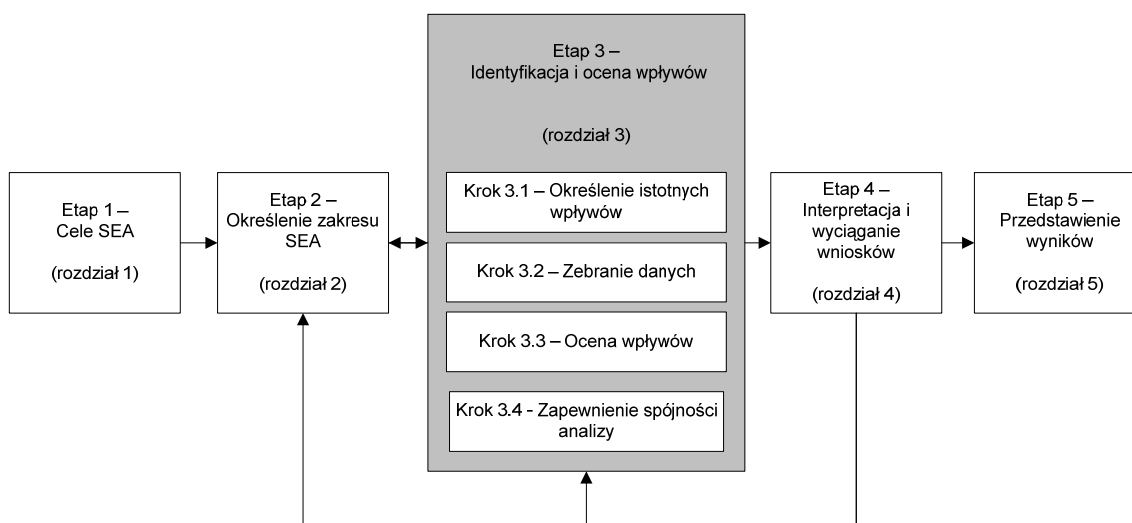 Etap 1 –
Cele SEA
(rozdział 1)
Etap 2 –
Określenie zakresu
SEA
(rozdział 2)
Etap 3 –
Identyfikacja i ocena wpływów
(rozdział 3)
Krok 3.1 – Określenie istotnych
wpływów
Krok 3.2 – Zebranie danych
Krok 3.3 – Ocena wpływów
Krok 3.4 - Zapewnienie spójności
analizy
Etap 4 –
Interpretacja i
wyciąganie
wniosków
(rozdział 4)
Etap 5 –
Przedstawienie
wyników
(rozdział 5)